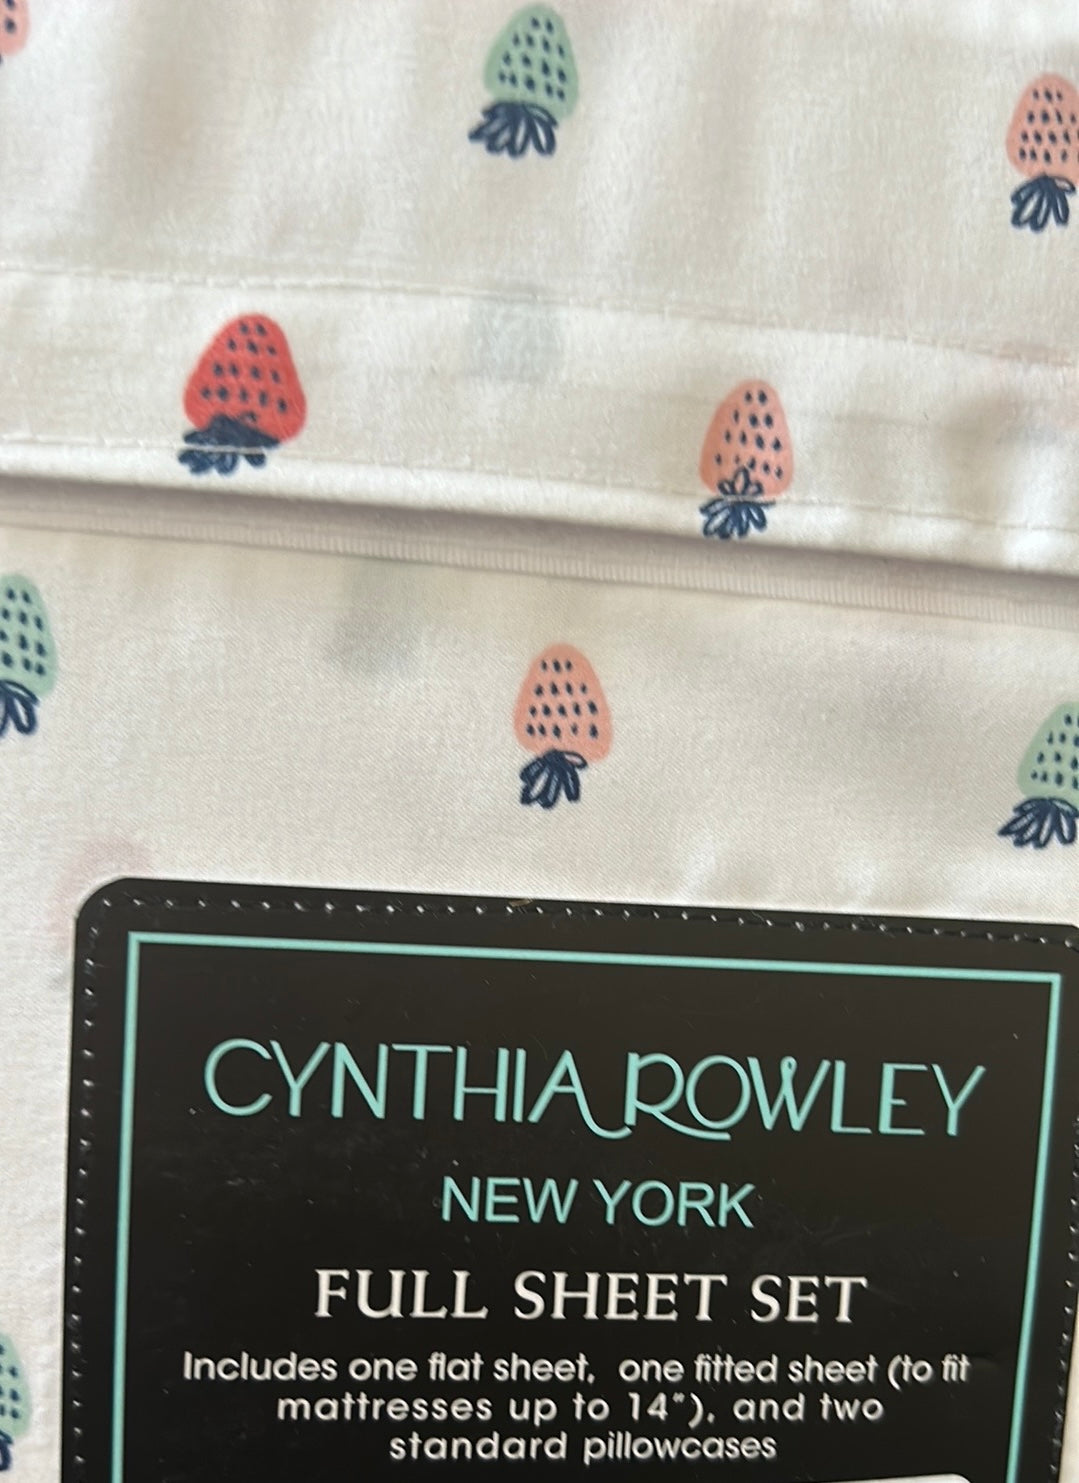 CYNTHIA ROWLEY
NEW YORK
FULL SHEET SET
Includes one flat sheet, one fitted sheet (to fit
mattresses up to 14"), and two
standard pillowcases